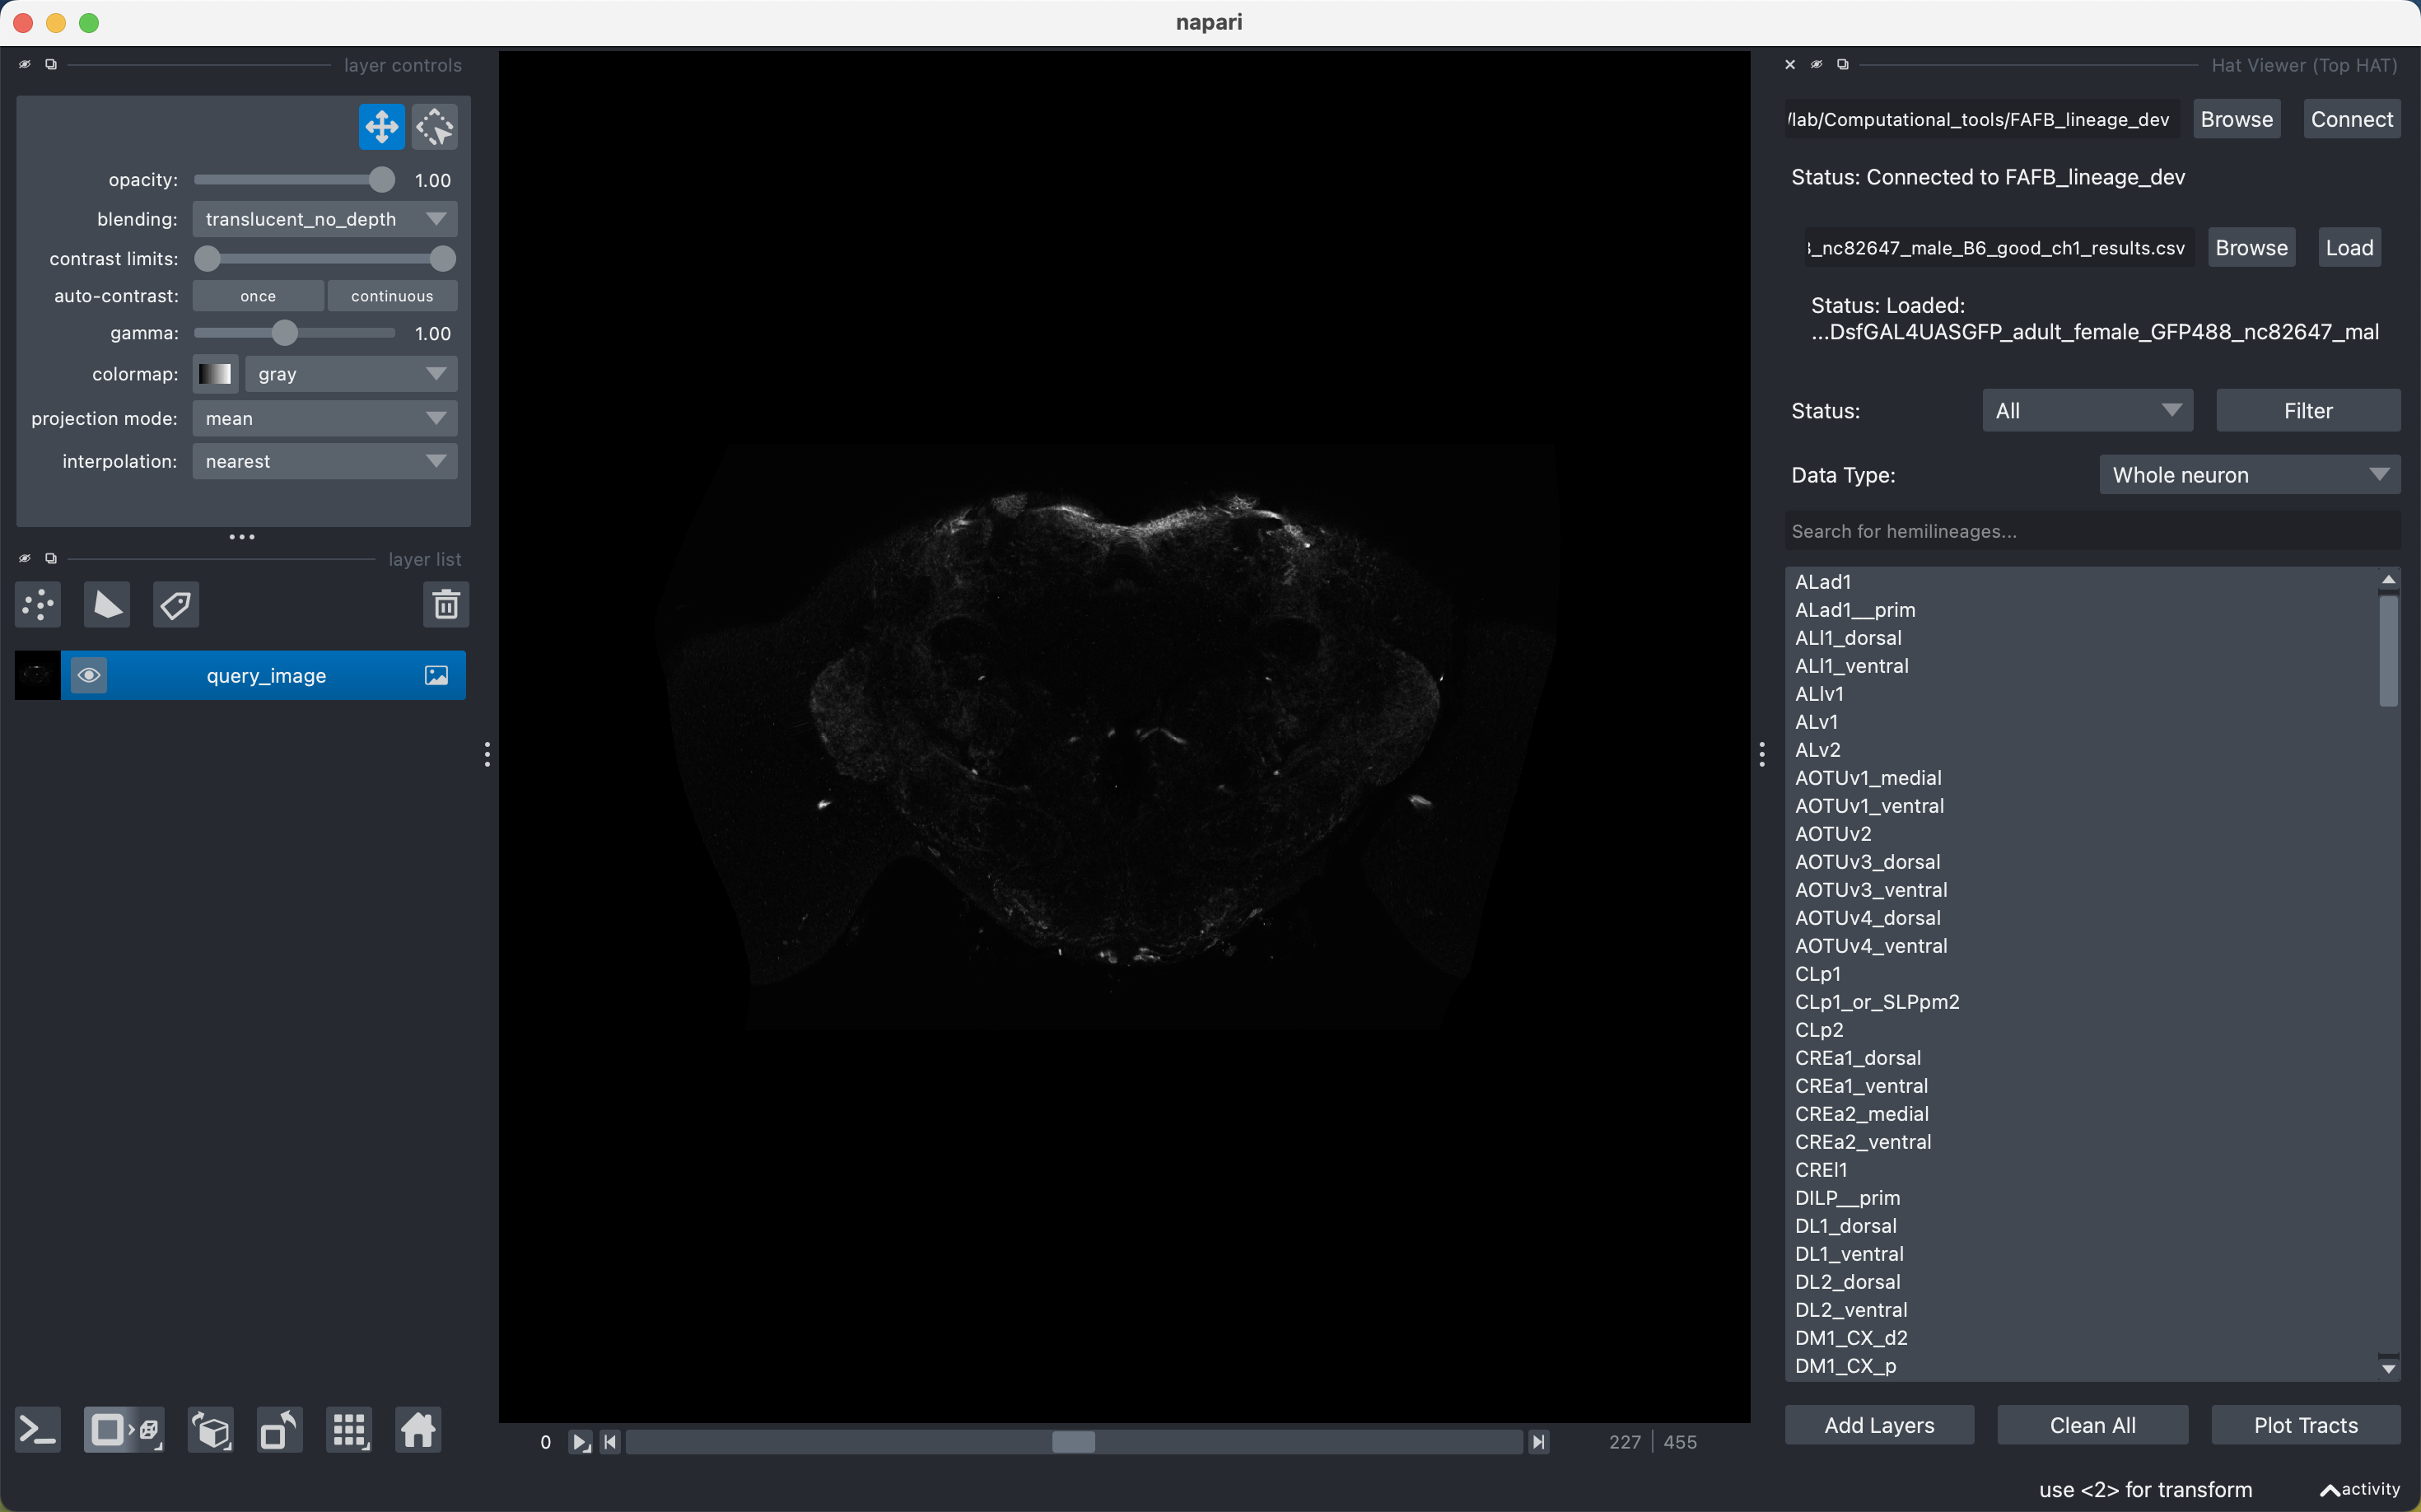 napari
layer controls
opacity:
1.00
blending:
translucent_no_depth
contrast limits:
auto-contrast:
once
continuous
gamma:
1.00
colormap:
gray
projection mode:
mean
interpolation:
nearest
layer list
query_image
0
227 | 455
Hat Viewer (Top HAT)
/lab/Computational_tools/FAFB_lineage_dev
Browse
Connect
Status: Connected to FAFB_lineage_dev
_nc82647_male_B6_good_ch1_results.csv
Browse
Load
Status: Loaded:
...DsfGAL4UASGFP_adult_female_GFP488_nc82647_mal
Status:
All
Filter
Data Type:
Whole neuron
Search for hemilineages...
ALad1
ALad1__prim
ALl1_dorsal
ALl1_ventral
ALlv1
ALv1
ALv2
AOTUv1_medial
AOTUv1_ventral
AOTUv2
AOTUv3_dorsal
AOTUv3_ventral
AOTUv4_dorsal
AOTUv4_ventral
CLp1
CLp1_or_SLPpm2
CLp2
CREa1_dorsal
CREa1_ventral
CREa2_medial
CREa2_ventral
CREl1
DILP__prim
DL1_dorsal
DL1_ventral
DL2_dorsal
DL2_ventral
DM1_CX_d2
DM1_CX_p
Add Layers
Clean All
Plot Tracts
use <2> for transform
activity